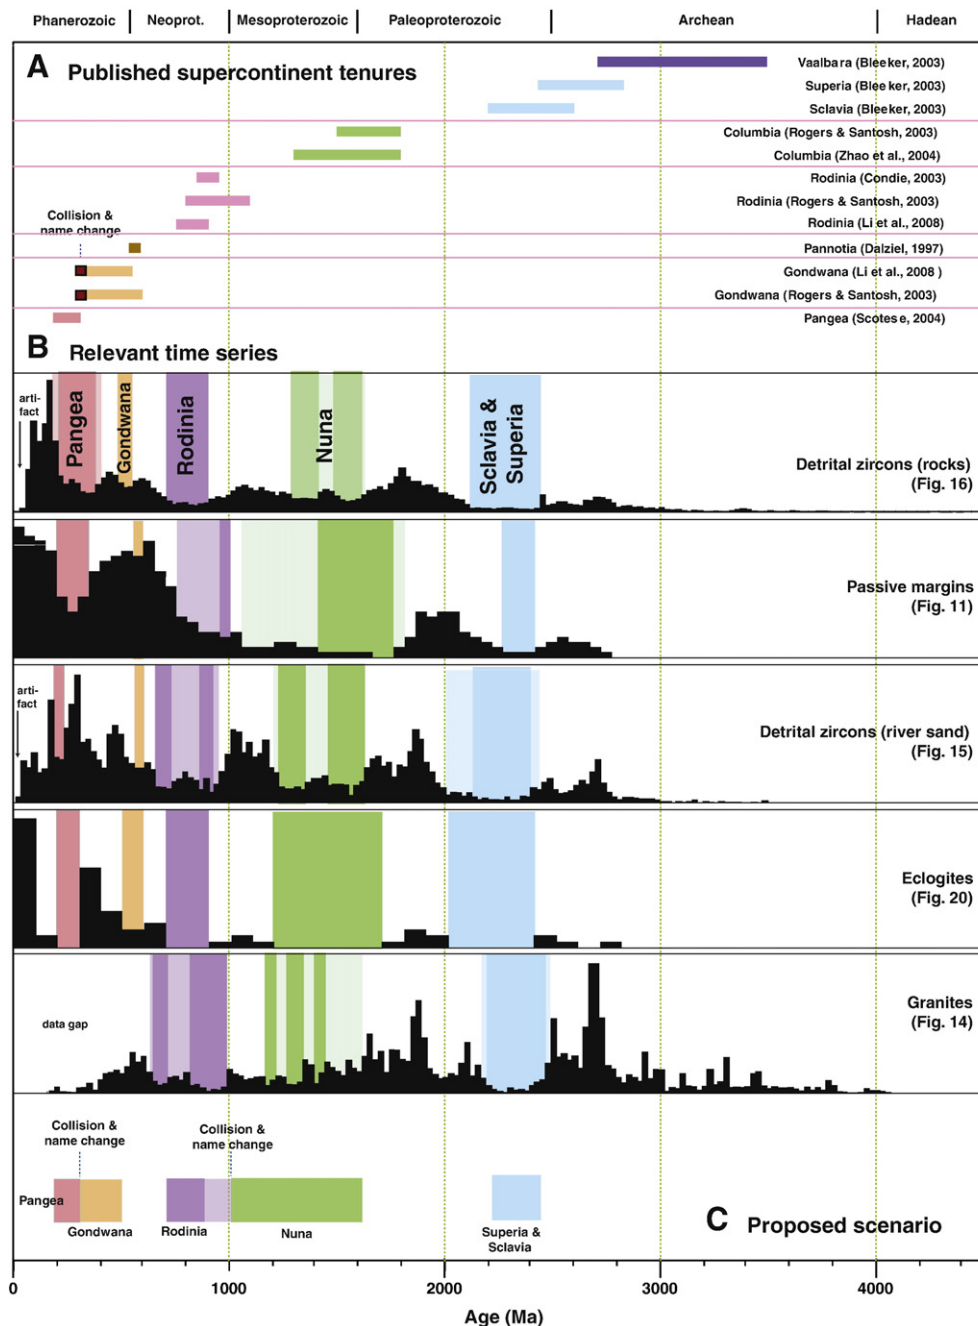 Phanerozoic Neoprot. Mesoproterozoic Paleoproterozoic Archean Hadean
A Published supercontinent tenures
Vaalbara (Bleeker, 2003)
Superia (Bleeker, 2003)
Sclavia (Bleeker, 2003)
Columbia (Rogers & Santosh, 2003)
Columbia (Zhao et al., 2004)
Rodinia (Condie, 2003)
Rodinia (Rogers & Santosh, 2003)
Collision &
name change
Rodinia (Li et al., 2008)
Pannotia (Dalziel, 1997)
Gondwana (Li et al., 2008 )
Gondwana (Rogers & Santosh, 2003)
Pangea (Scotese, 2004)
B Relevant time series
arti-
fact
Pangea
Gondwana
Rodinia
Nuna
Sclavia &
Superia
Detrital zircons (rocks)
(Fig. 16)
Passive margins
(Fig. 11)
arti-
fact
Detrital zircons (river sand)
(Fig. 15)
Eclogites
(Fig. 20)
Granites
(Fig. 14)
data gap
Collision &
name change
Collision &
name change
Pangea
Gondwana
Rodinia
Nuna
Superia &
Sclavia
C Proposed scenario
0 1000 2000 3000 4000
Age (Ma)